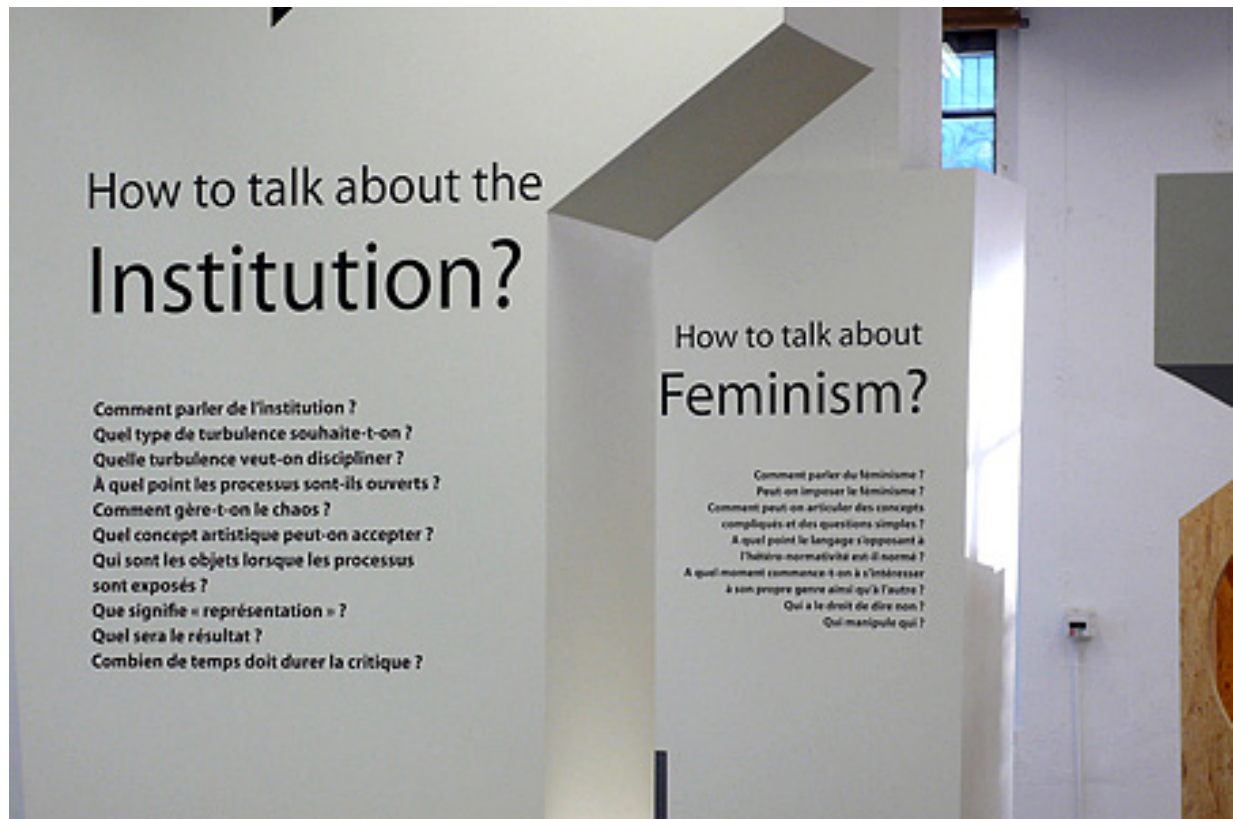 How to talk about the
Institution?
Comment parler de l'institution ?
Quel type de turbulence souhaite-t-on ?
Quelle turbulence veut-on discipliner ?
À quel point les processus sont-ils ouverts ?
Comment gère-t-on le chaos ?
Quel concept artistique peut-on accepter ?
Qui sont les objets lorsque les processus
sont exposés ?
Que signifie « représentation » ?
Quel sera le résultat ?
Combien de temps doit durer la critique ?
How to talk about
Feminism?
Comment parler du féminisme ?
Peut-on imposer le féminisme ?
Comment peut-on articuler des concepts
compliqués et des questions simples ?
A quel point le langage s'opposant à
l'hétéro-normativité est-il normé ?
A quel moment commence-t-on à s'intéresser
à son propre genre ainsi qu'à l'autre ?
Qui a le droit de dire non ?
Qui manipule qui ?